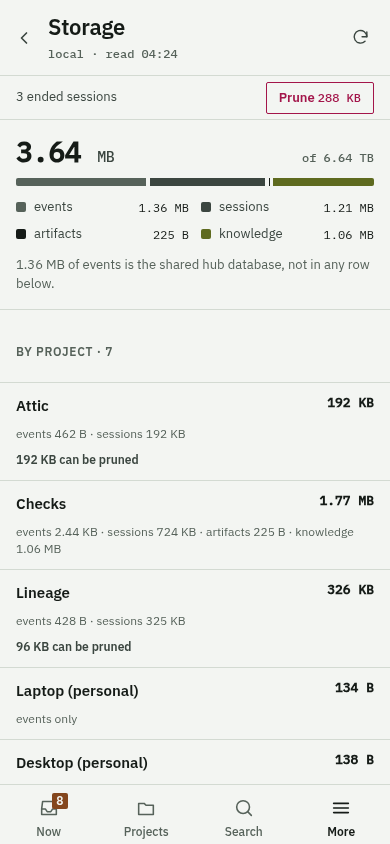 Storage
local · read 04:24
3 ended sessions
Prune 288 KB
3.64 MB
of 6.64 TB
events 1.36 MB
sessions 1.21 MB
artifacts 225 B
knowledge 1.06 MB
1.36 MB of events is the shared hub database, not in any row
below.
BY PROJECT · 7
Attic 192 KB
events 462 B · sessions 192 KB
192 KB can be pruned
Checks 1.77 MB
events 2.44 KB · sessions 724 KB · artifacts 225 B · knowledge
1.06 MB
Lineage 326 KB
events 428 B · sessions 325 KB
96 KB can be pruned
Laptop (personal) 134 B
events only
Desktop (personal) 138 B
8
Now
Projects
Search
More